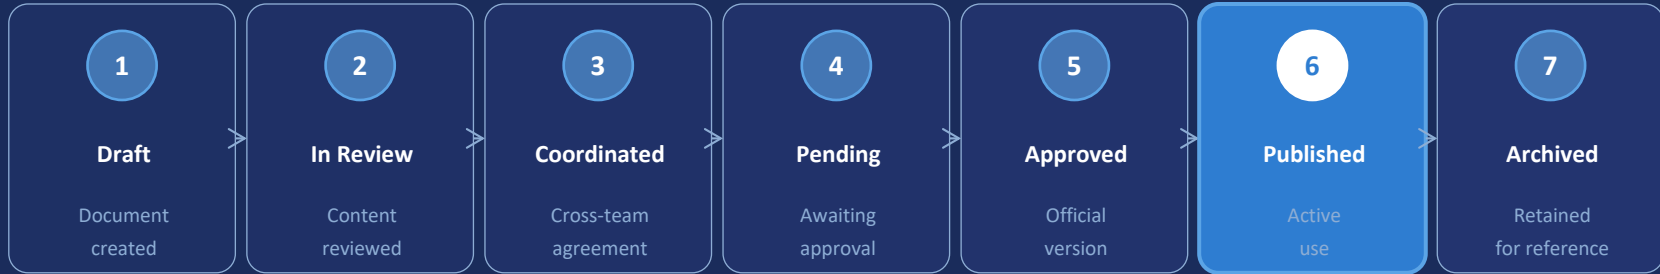 1
Draft
Document
created
2
In Review
Content
reviewed
3
Coordinated
Cross-team
agreement
4
Pending
Awaiting
approval
5
Approved
Official
version
6
Published
Active
use
7
Archived
Retained
for reference